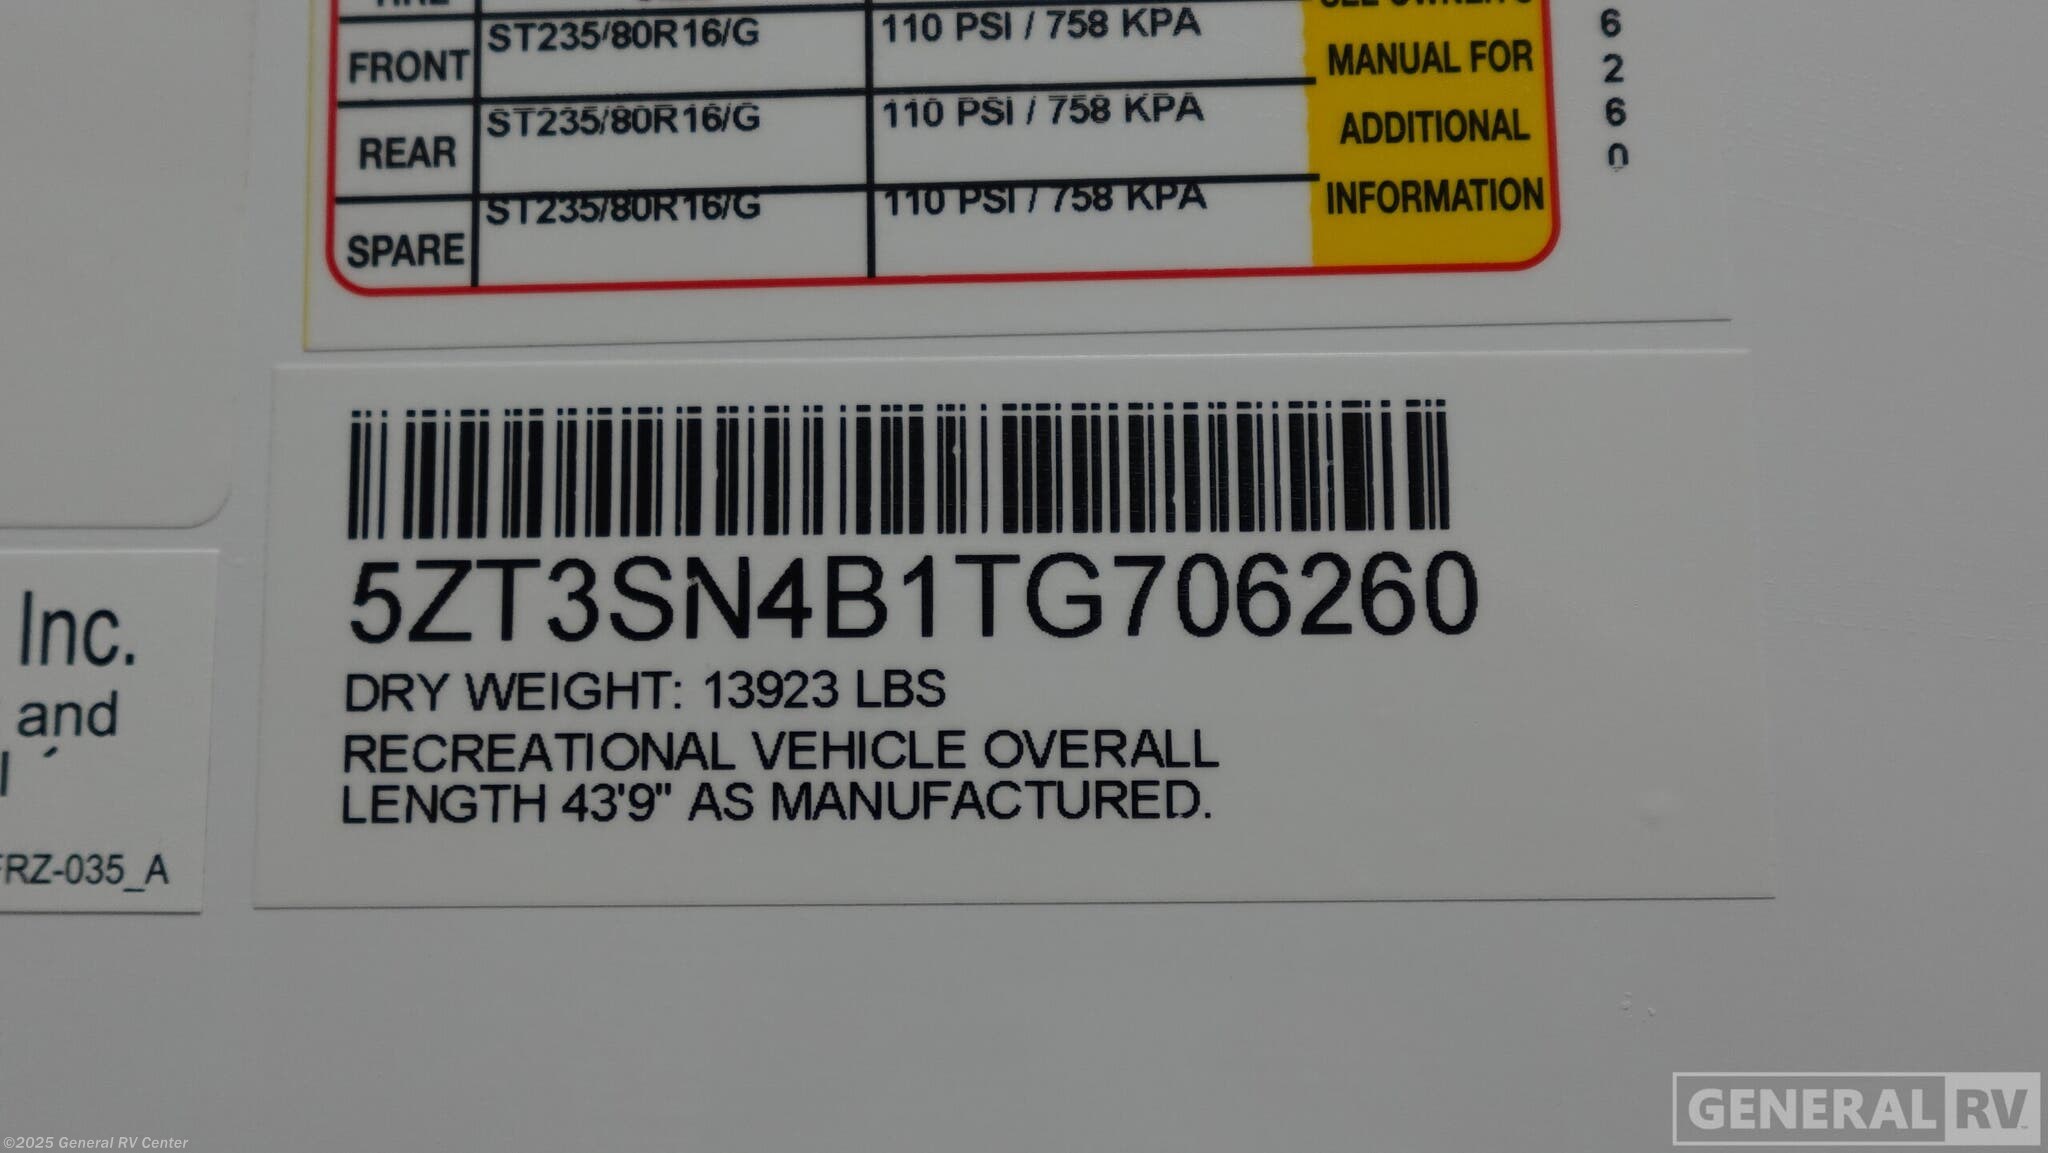 FRONT ST235/80R16/G 110 PSI / 758 KPA MANUAL FOR
REAR ST235/80R16/G 110 PSI / 758 KPA ADDITIONAL
SPARE ST235/80R16/G 110 PSI / 758 KPA INFORMATION
6
2
6
0
5ZT3SN4B1TG706260
DRY WEIGHT: 13923 LBS
RECREATIONAL VEHICLE OVERALL
LENGTH 43'9" AS MANUFACTURED.
Inc.
and
FRZ-035_A
GENERAL RV
©2025 General RV Center